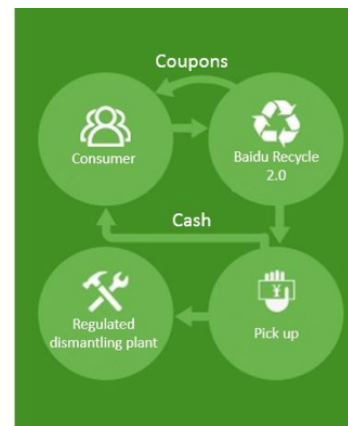 Coupons
Consumer
Baidu Recycle
2.0
Cash
¥
Regulated
dismantling plant
Pick up